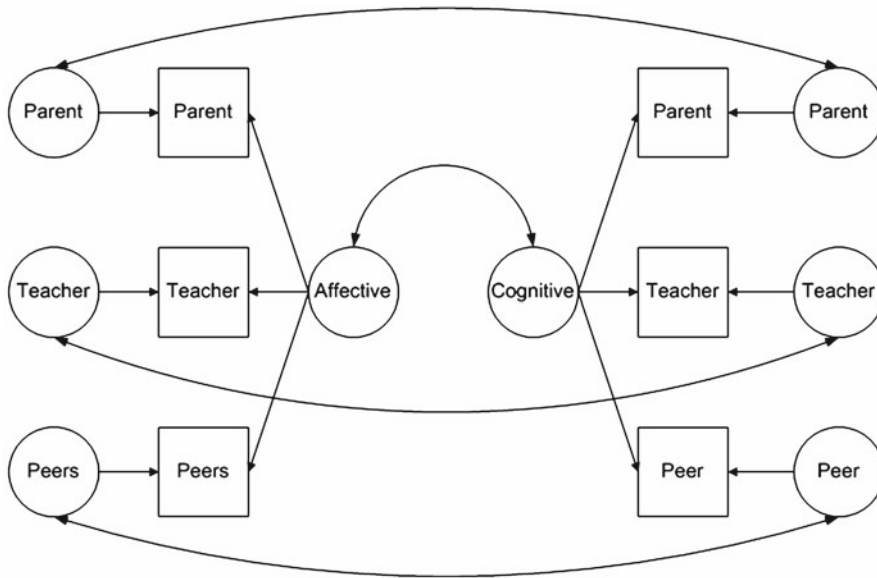 Parent Parent Parent Parent
Teacher Teacher Affective Cognitive Teacher Teacher
Peers Peers Peer Peer